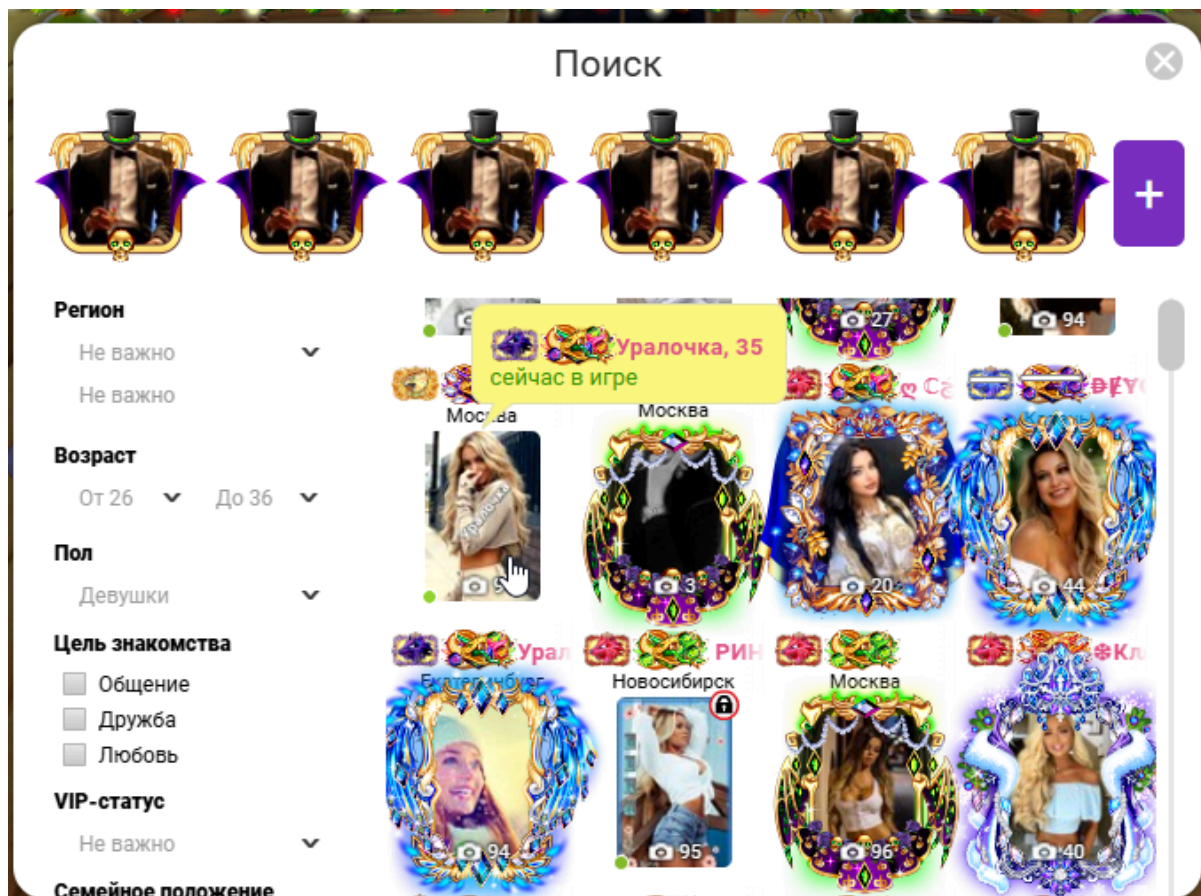 Поиск
+
Регион
Не важно
Не важно
Возраст
От 26
До 36
Пол
Девушки
Цель знакомства
Общение
Дружба
Любовь
VIP-статус
Не важно
Семейное положение
27
94
Уралочка, 35
сейчас в игре
Москва
Москва
Уралочка
3
20
44
Урал
РИН
Екатеринбург
Новосибирск
Москва
94
95
96
40